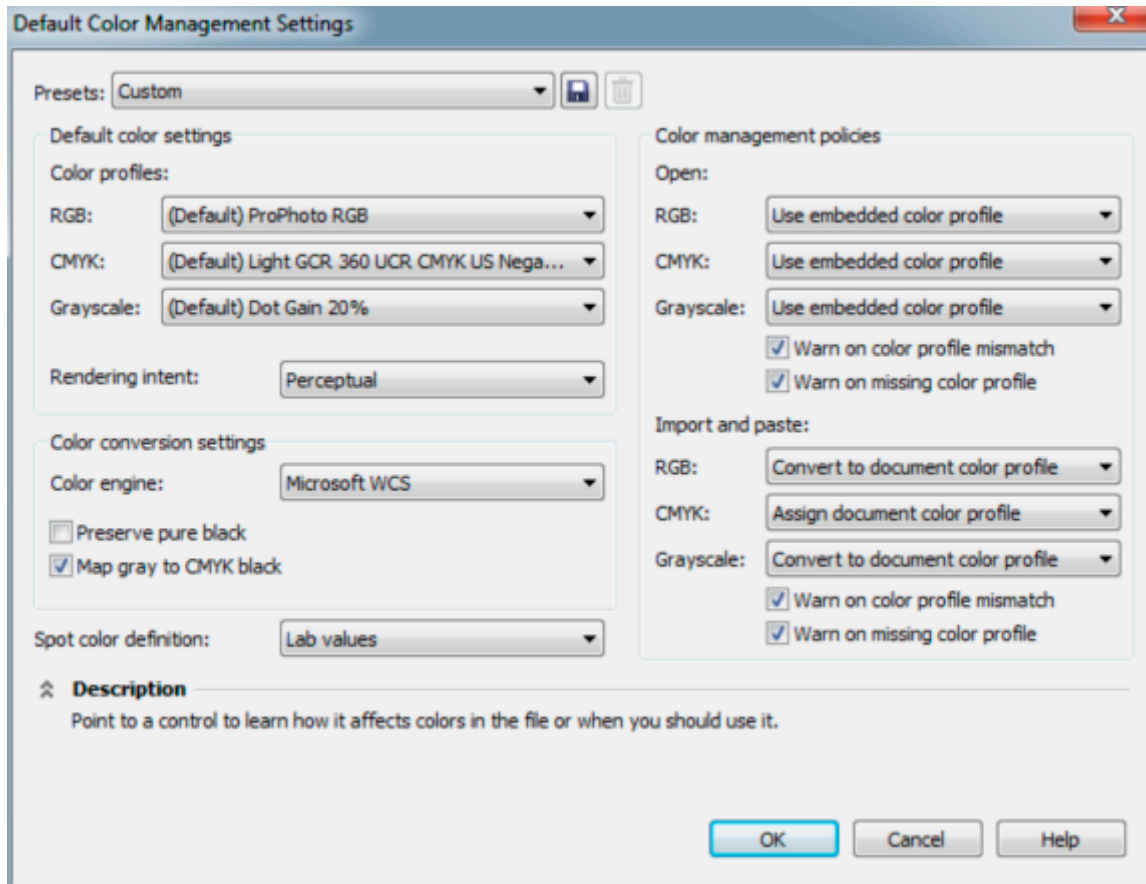 Default Color Management Settings
X
Presets: Custom
Default color settings
Color profiles:
RGB: (Default) ProPhoto RGB
CMYK: (Default) Light GCR 360 UCR CMYK US Nega...
Grayscale: (Default) Dot Gain 20%
Rendering intent: Perceptual
Color conversion settings
Color engine: Microsoft WCS
Preserve pure black
Map gray to CMYK black
Spot color definition: Lab values
Color management policies
Open:
RGB: Use embedded color profile
CMYK: Use embedded color profile
Grayscale: Use embedded color profile
Warn on color profile mismatch
Warn on missing color profile
Import and paste:
RGB: Convert to document color profile
CMYK: Assign document color profile
Grayscale: Convert to document color profile
Warn on color profile mismatch
Warn on missing color profile
Description
Point to a control to learn how it affects colors in the file or when you should use it.
OK Cancel Help